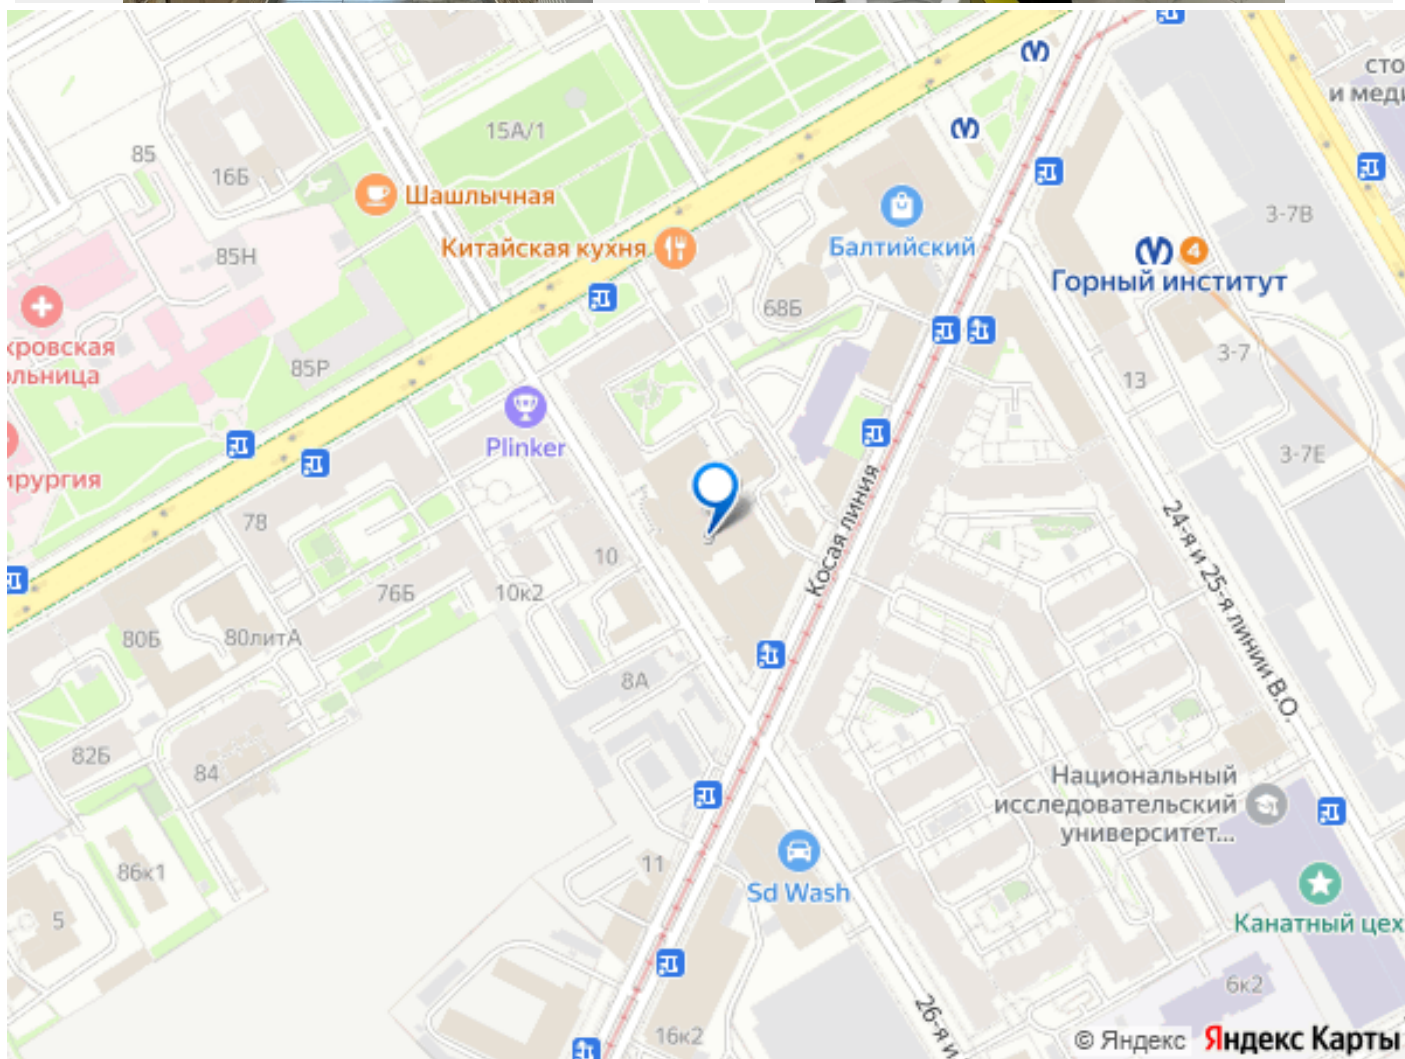 сто
и меди
15А/1
85
16Б
Шашлычная
3-7В
Китайская кухня
Балтийский
85Н
4
Горный институт
68Б
кровская
ольница
85Р
3-7
13
Plinker
ирургия
3-7Е
78
Косая линия
24-я и 25-я линии В.О.
10
76Б
10к2
80Б
80литА
8А
82Б
84
Национальный
исследовательский
университет...
11
86к1
Sd Wash
5
Канатный цех
6к2
26-я и
16к2
© Яндекс Яндекс Карты